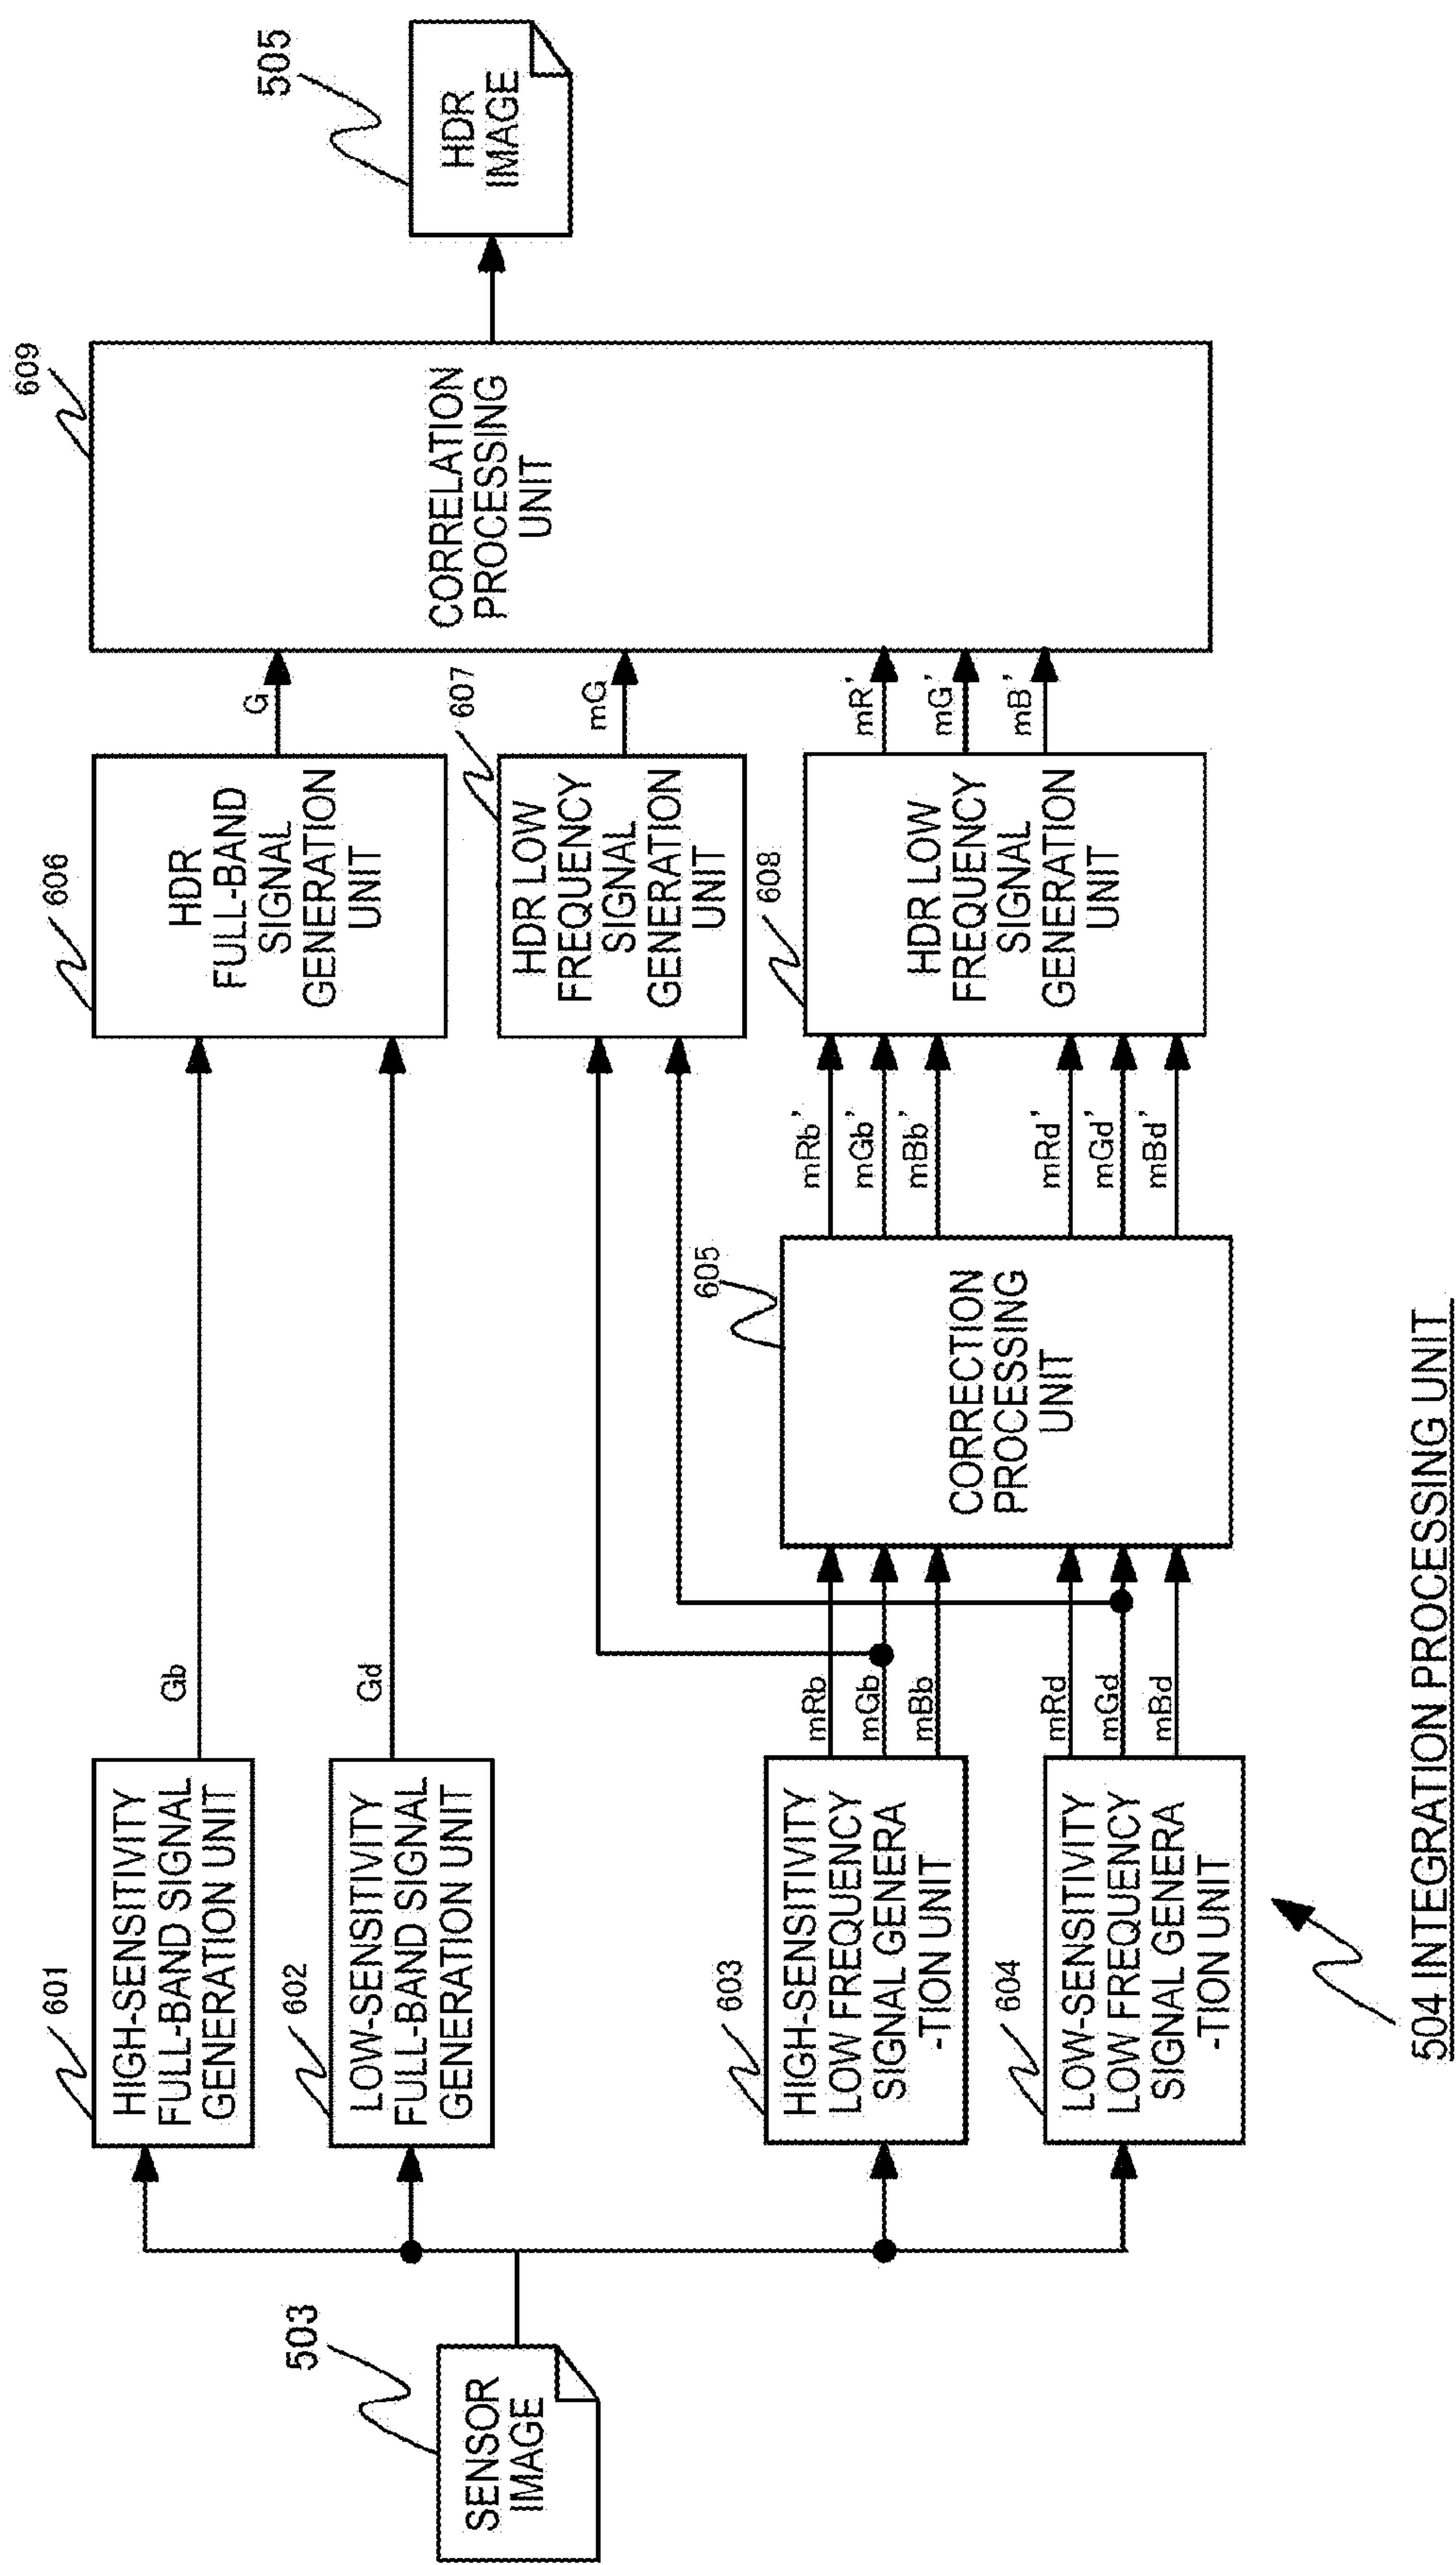 503
SENSOR
IMAGE
601
HIGH-SENSITIVITY
FULL-BAND SIGNAL
GENERATION UNIT
Gb
602
LOW-SENSITIVITY
FULL-BAND SIGNAL
GENERATION UNIT
Gd
603
HIGH-SENSITIVITY
LOW FREQUENCY
SIGNAL GENERA
-TION UNIT
mRb
mGb
mBb
604
LOW-SENSITIVITY
LOW FREQUENCY
SIGNAL GENERA
-TION UNIT
mRd
mGd
mBd
605
CORRECTION
PROCESSING
UNIT
mRb'
mGb'
mBb'
mRd'
mGd'
mBd'
606
HDR
FULL-BAND
SIGNAL
GENERATION
UNIT
G
607
HDR LOW
FREQUENCY
SIGNAL
GENERATION
UNIT
mG
608
HDR LOW
FREQUENCY
SIGNAL
GENERATION
UNIT
mR'
mG'
mB'
609
CORRELATION
PROCESSING
UNIT
505
HDR
IMAGE
504 INTEGRATION PROCESSING UNIT